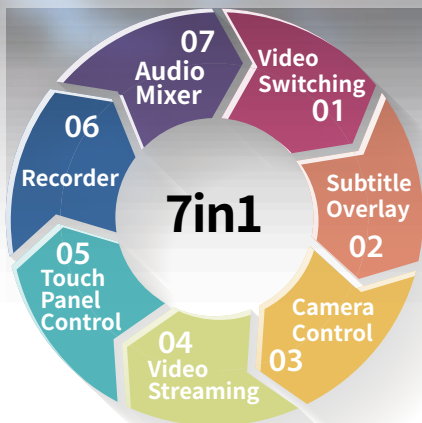 7in1
Video
Switching
01
Subtitle
Overlay
02
Camera
Control
03
04
Video
Streaming
05
Touch
Panel
Control
06
Recorder
07
Audio
Mixer